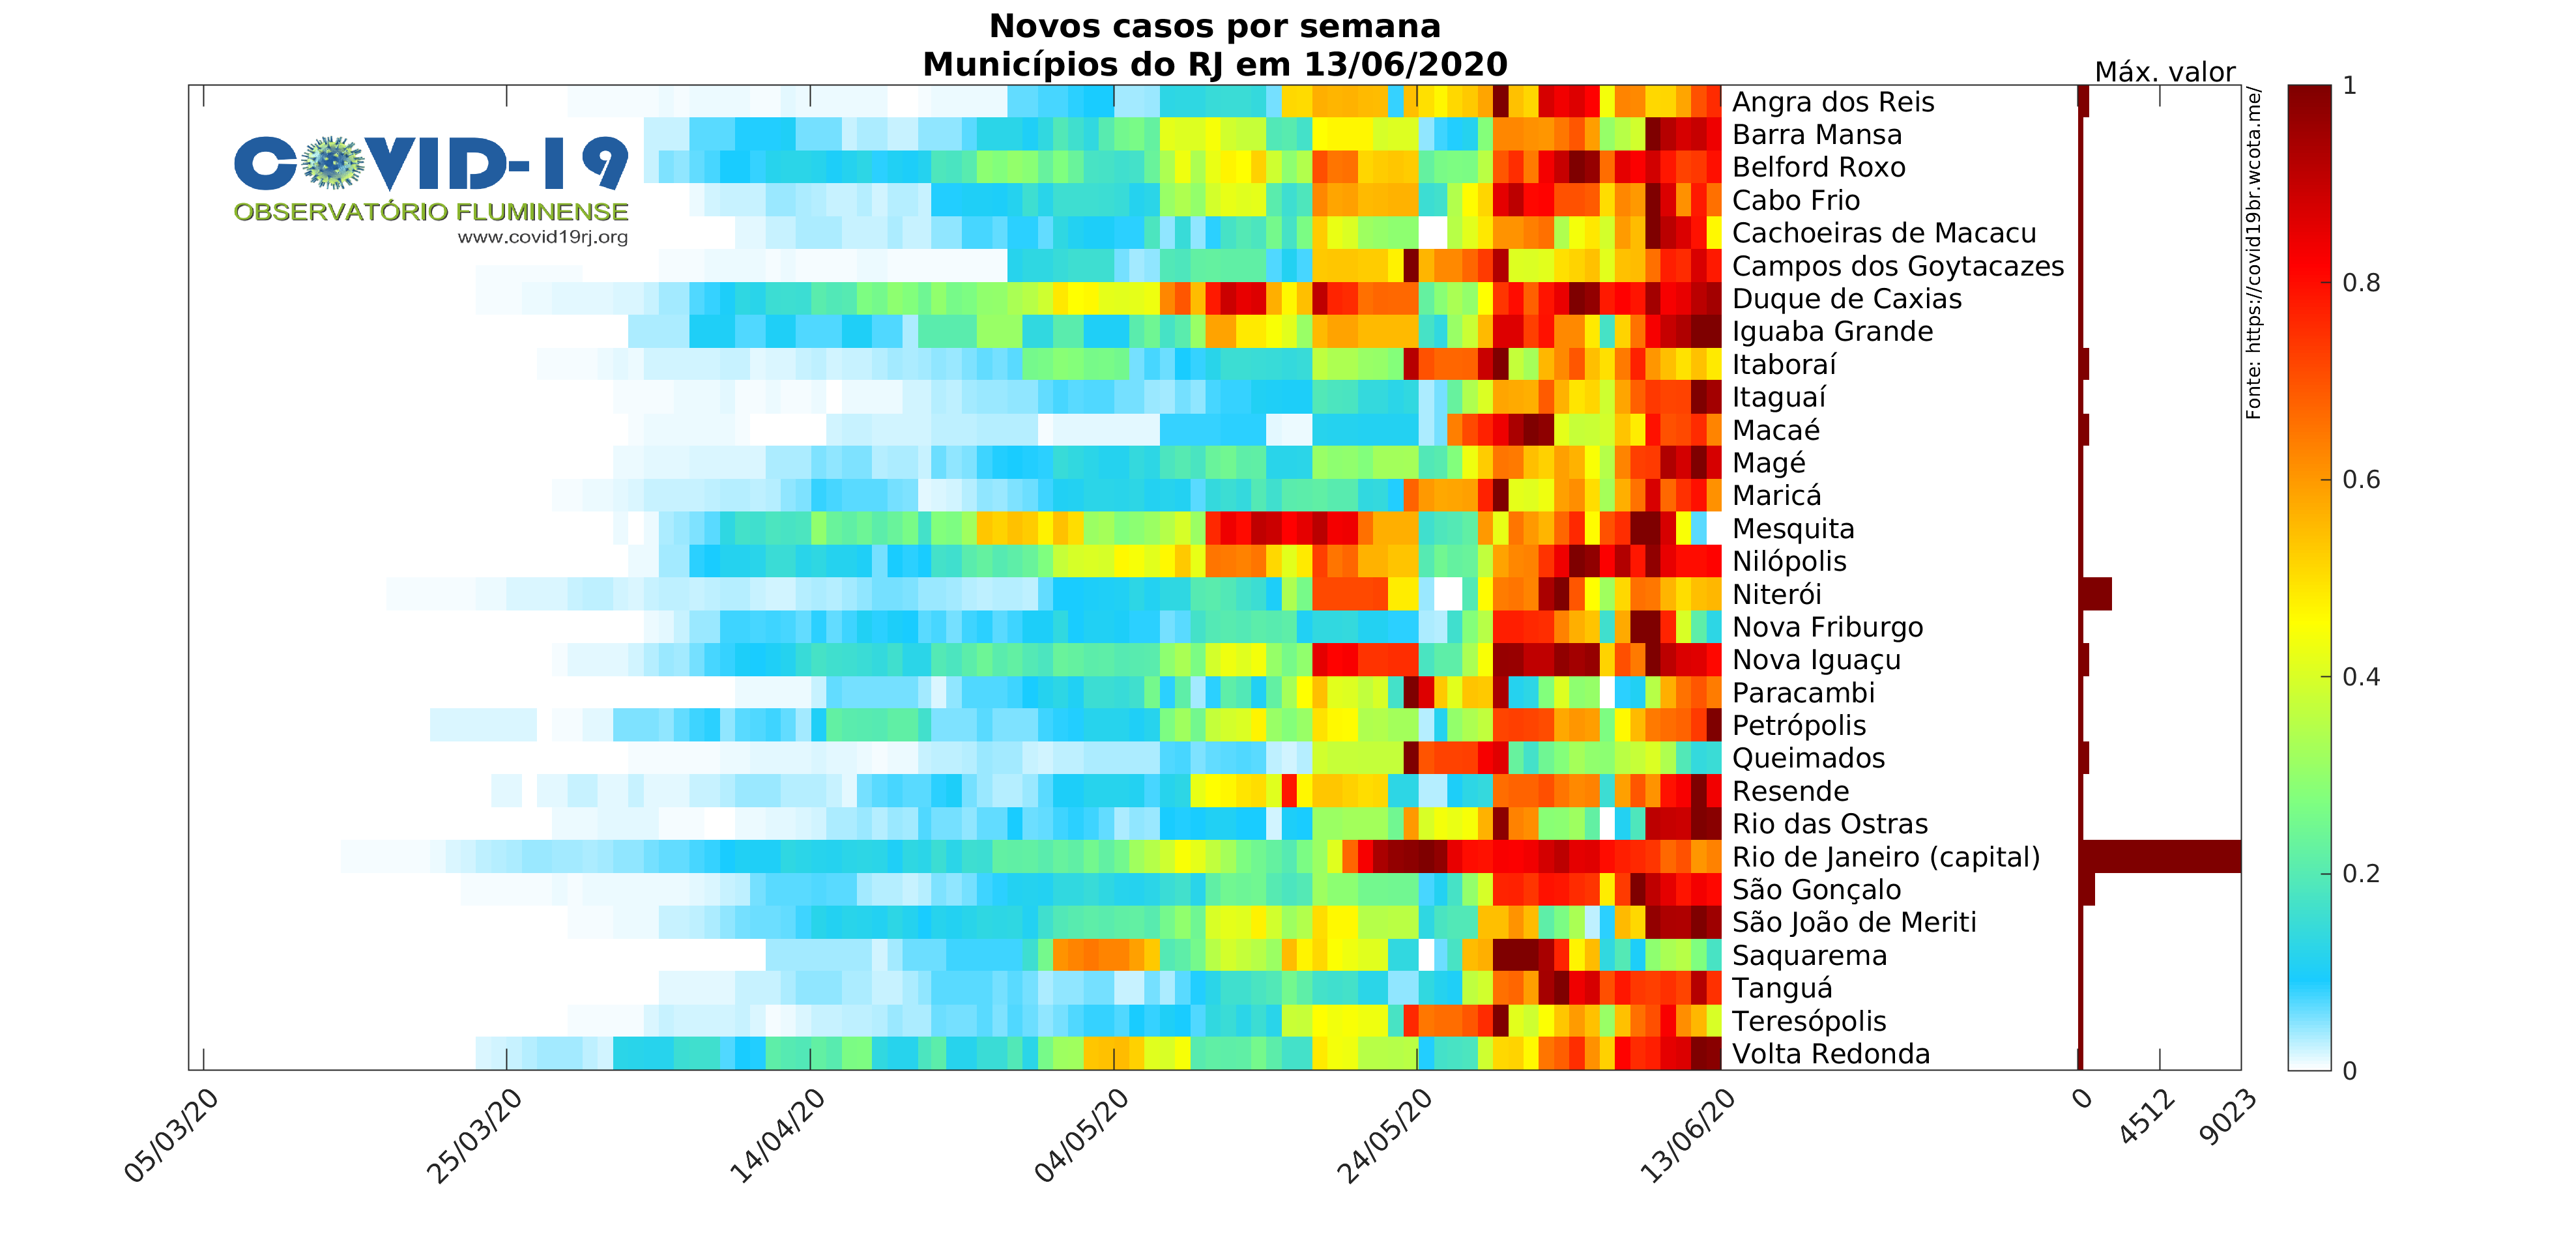 Novos casos por semana
Municípios do RJ em 13/06/2020
Máx. valor
COVID-19
OBSERVATÓRIO FLUMINENSE
www.covid19rj.org
Angra dos Reis
Barra Mansa
Belford Roxo
Cabo Frio
Cachoeiras de Macacu
Campos dos Goytacazes
Duque de Caxias
Iguaba Grande
Itaboraí
Itaguaí
Macaé
Magé
Maricá
Mesquita
Nilópolis
Niterói
Nova Friburgo
Nova Iguaçu
Paracambi
Petrópolis
Queimados
Resende
Rio das Ostras
Rio de Janeiro (capital)
São Gonçalo
São João de Meriti
Saquarema
Tanguá
Teresópolis
Volta Redonda
Fonte: https://covid19br.wcota.me/
1
0.8
0.6
0.4
0.2
0
05/03/20
25/03/20
14/04/20
04/05/20
24/05/20
13/06/20
0
4512
9023